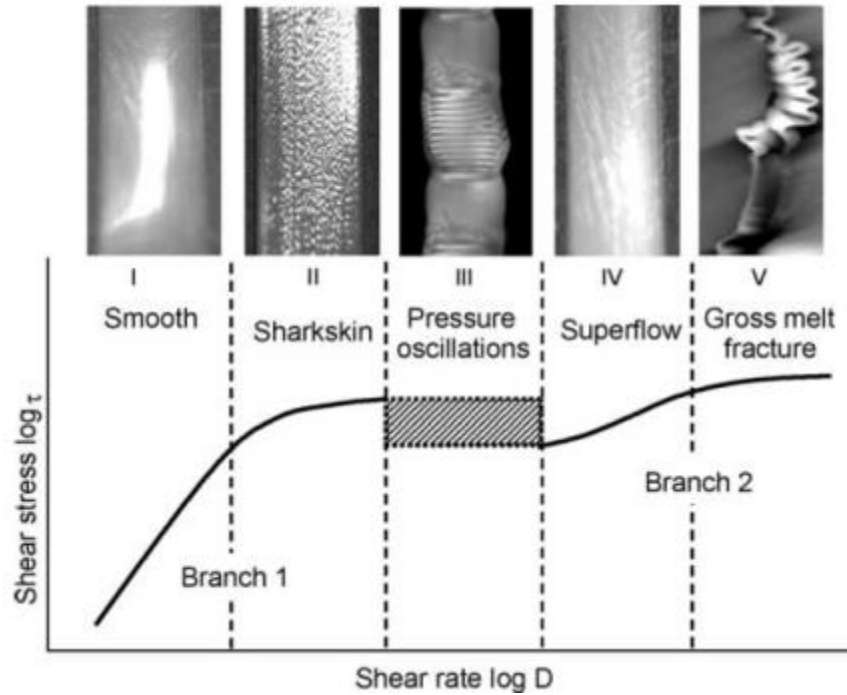 I
II
III
IV
V
Smooth
Sharkskin
Pressure
oscillations
Superflow
Gross melt
fracture
Shear stress log τ
Branch 1
Branch 2
Shear rate log D